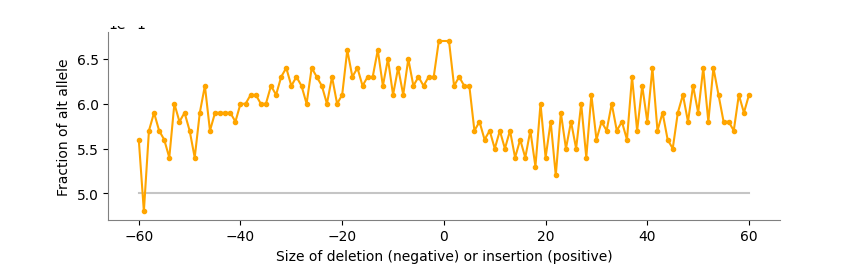 6.5
6.0
5.5
5.0
Fraction of alt allele
−60 −40 −20 0 20 40 60
Size of deletion (negative) or insertion (positive)